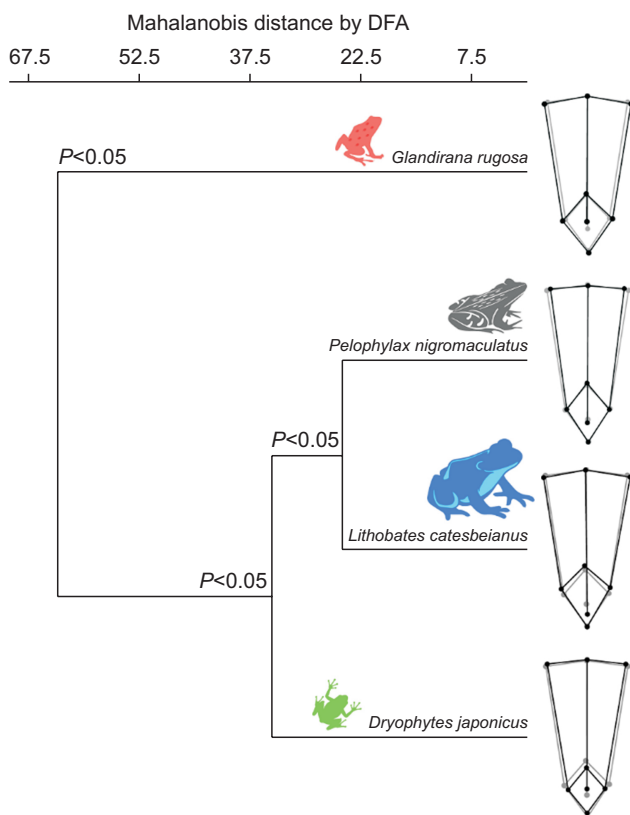 Mahalanobis distance by DFA
67.5 52.5 37.5 22.5 7.5
P<0.05
Glandirana rugosa
Pelophylax nigromaculatus
P<0.05
Lithobates catesbeianus
P<0.05
Dryophytes japonicus